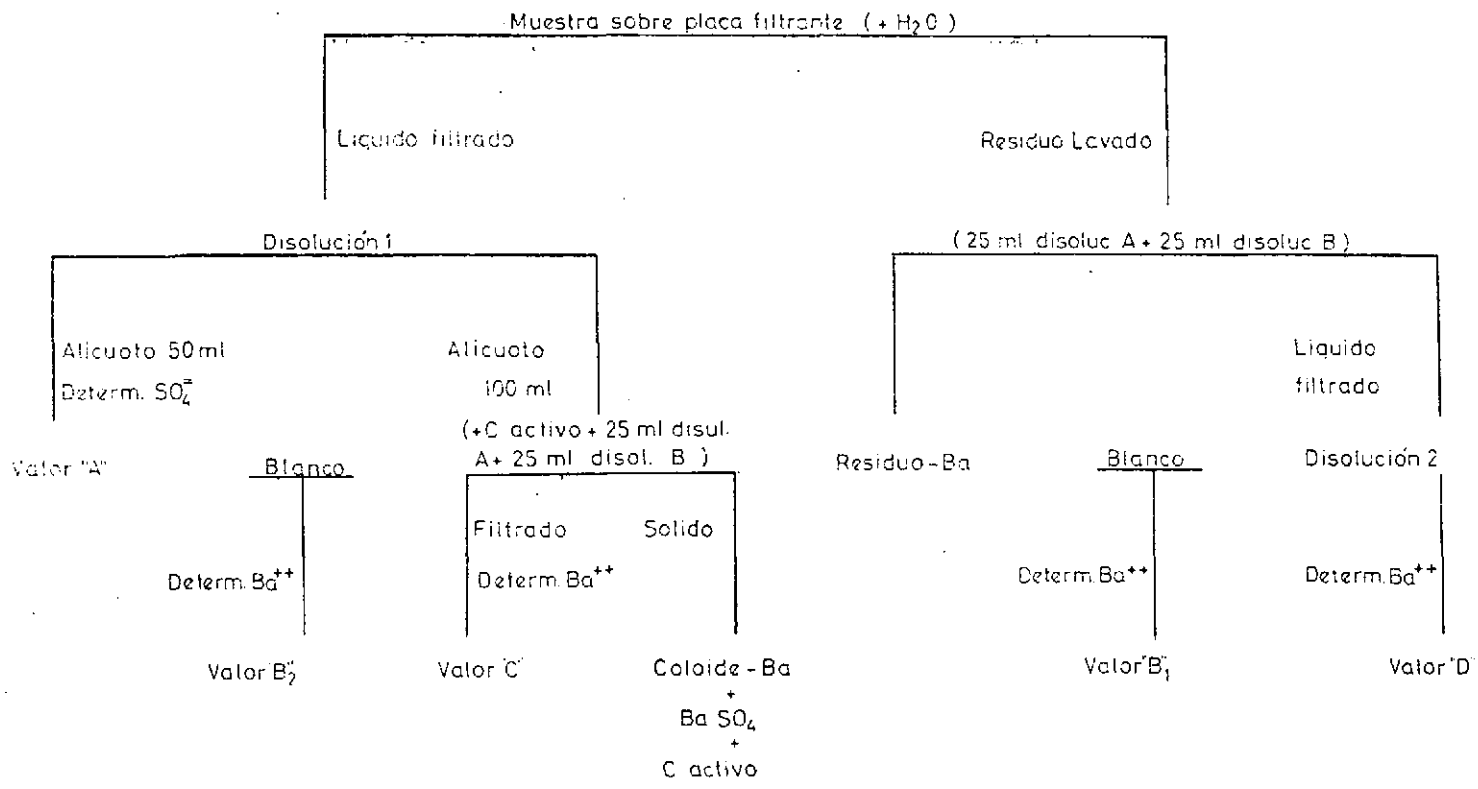 Muestra sobre placa filtrante (+ H2O)
Liquido filtrado
Residuo Lavado
Disolución 1
(25 ml disoluc A + 25 ml disoluc B)
Alicuoto 50 ml
Determ. SO4=
Alicuoto
100 ml
Liquido
filtrado
(+C activo + 25 ml disul.
A + 25 ml disol. B )
Valor "A"
Blanco
Residuo-Ba
Blanco
Disolución 2
Filtrado
Solido
Determ. Ba++
Determ. Ba++
Determ. Ba++
Determ. Ba++
Valor "B2"
Valor "C"
Coloide - Ba
+
Ba SO4
+
C activo
Valor "B1"
Valor "D"